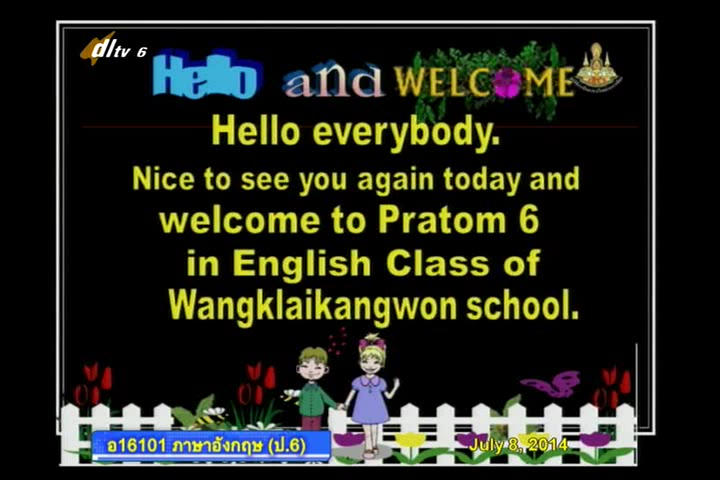 dltv 6
Hello and WELCOME
Hello everybody.
Nice to see you again today and
welcome to Pratom 6
in English Class of
Wangklaikangwon school.
อ16101 ภาษาอังกฤษ (ป.6)
July 8, 2014